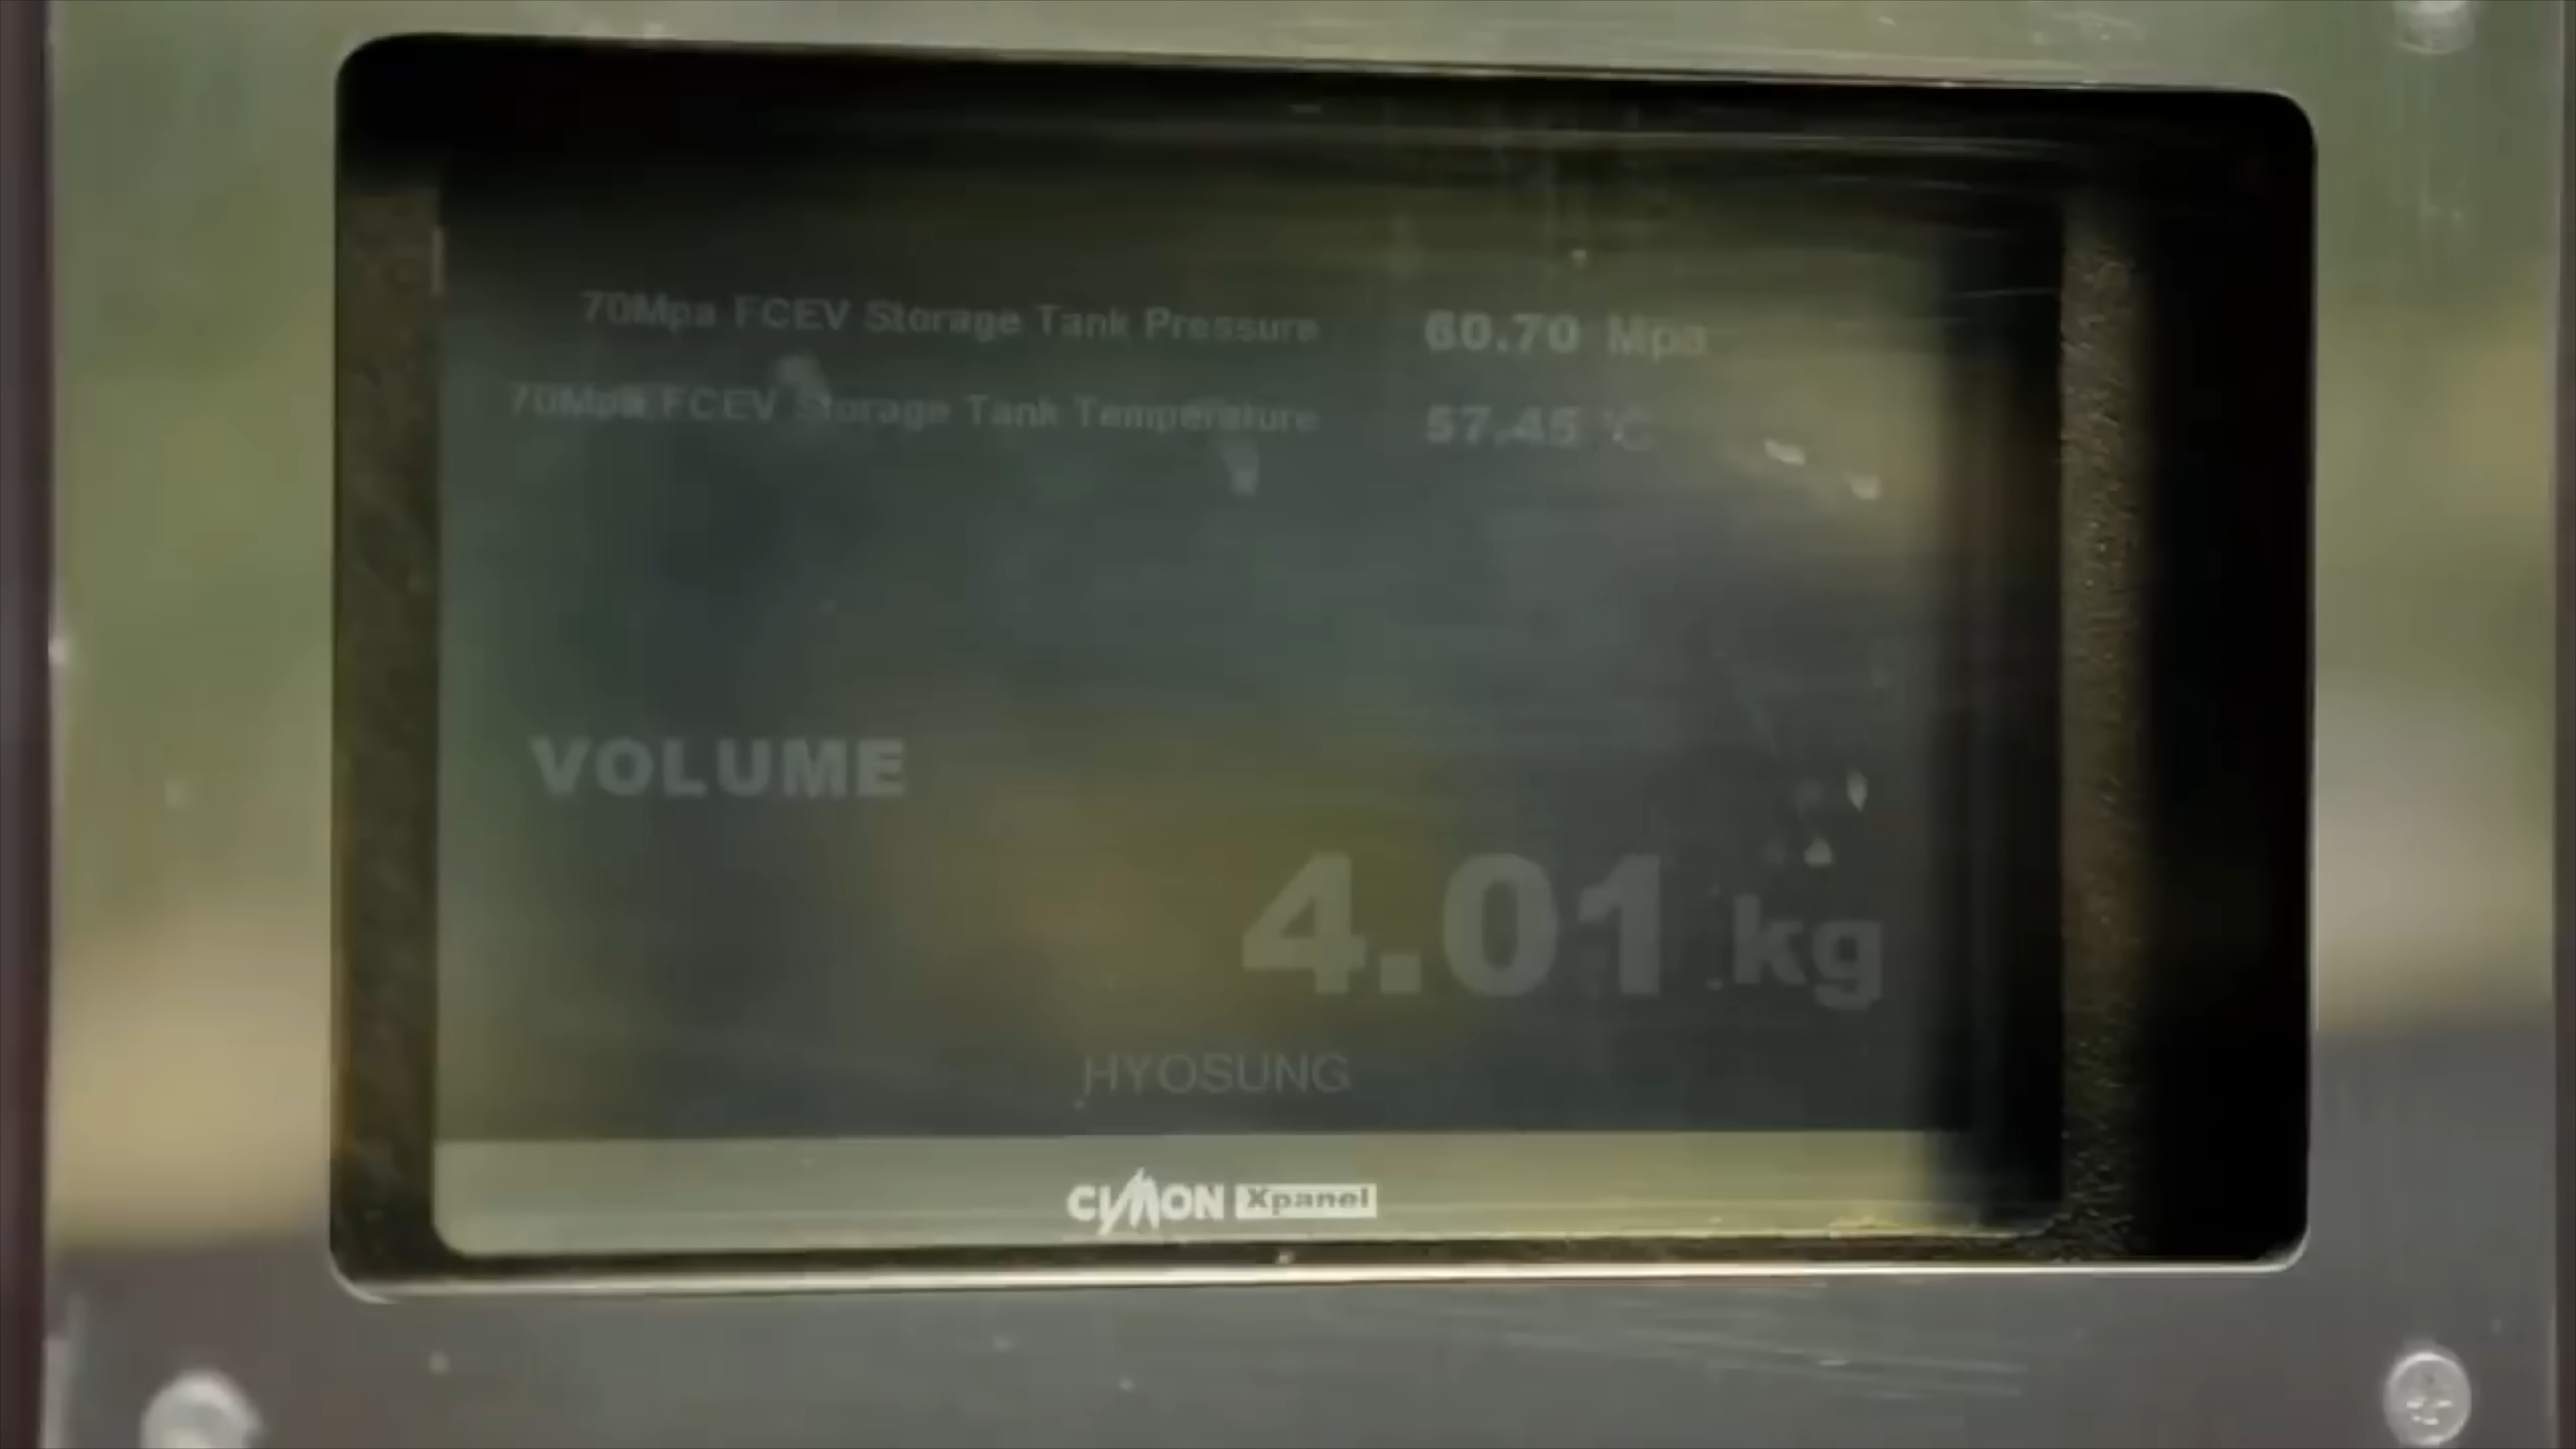 70Mpa FCEV Storage Tank Pressure 60.70 Mpa
70Mpa FCEV Storage Tank Temperature 57.45 ℃
VOLUME
4.01 kg
HYOSUNG
CIMON Xpanel